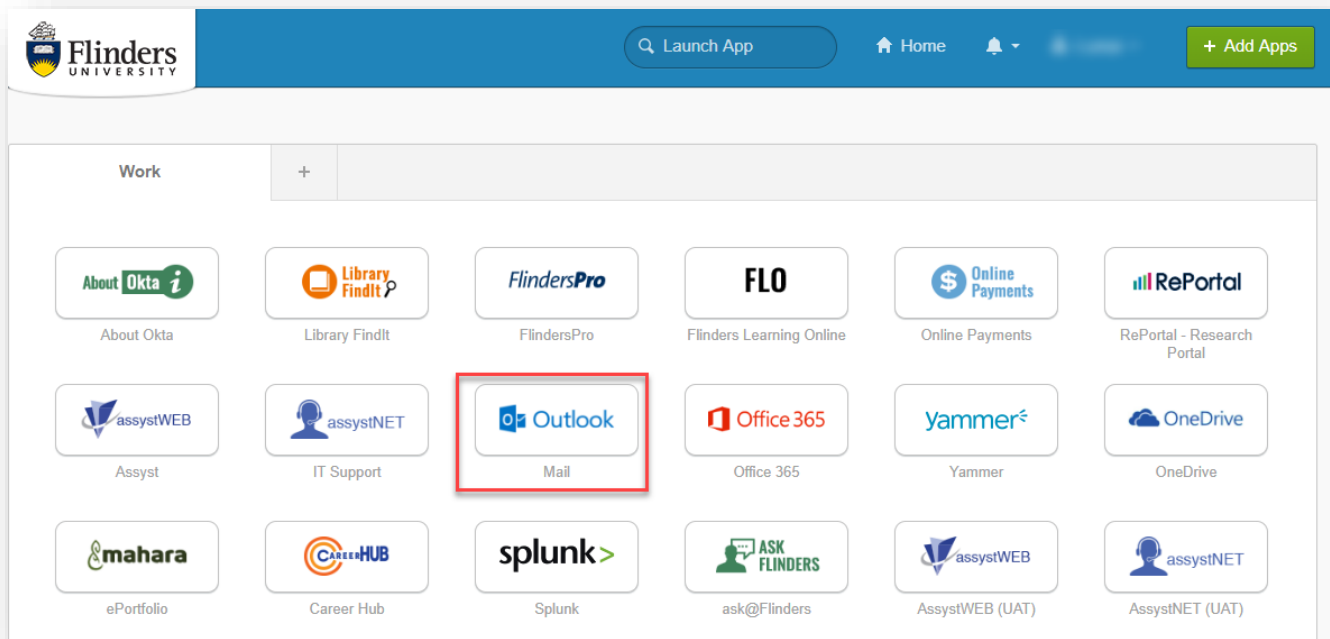 Flinders
UNIVERSITY
Launch App
Home
+ Add Apps
Work
+
About Okta i
Library
FindIt
FlindersPro
FLO
$ Online
Payments
RePortal
About Okta
Library FindIt
FlindersPro
Flinders Learning Online
Online Payments
RePortal - Research
Portal
assystWEB
assystNET
Outlook
Office 365
yammer
OneDrive
Assyst
IT Support
Mail
Office 365
Yammer
OneDrive
mahara
CAREERHUB
splunk>
ASK
FLINDERS
assystWEB
assystNET
ePortfolio
Career Hub
Splunk
ask@Flinders
AssystWEB (UAT)
AssystNET (UAT)